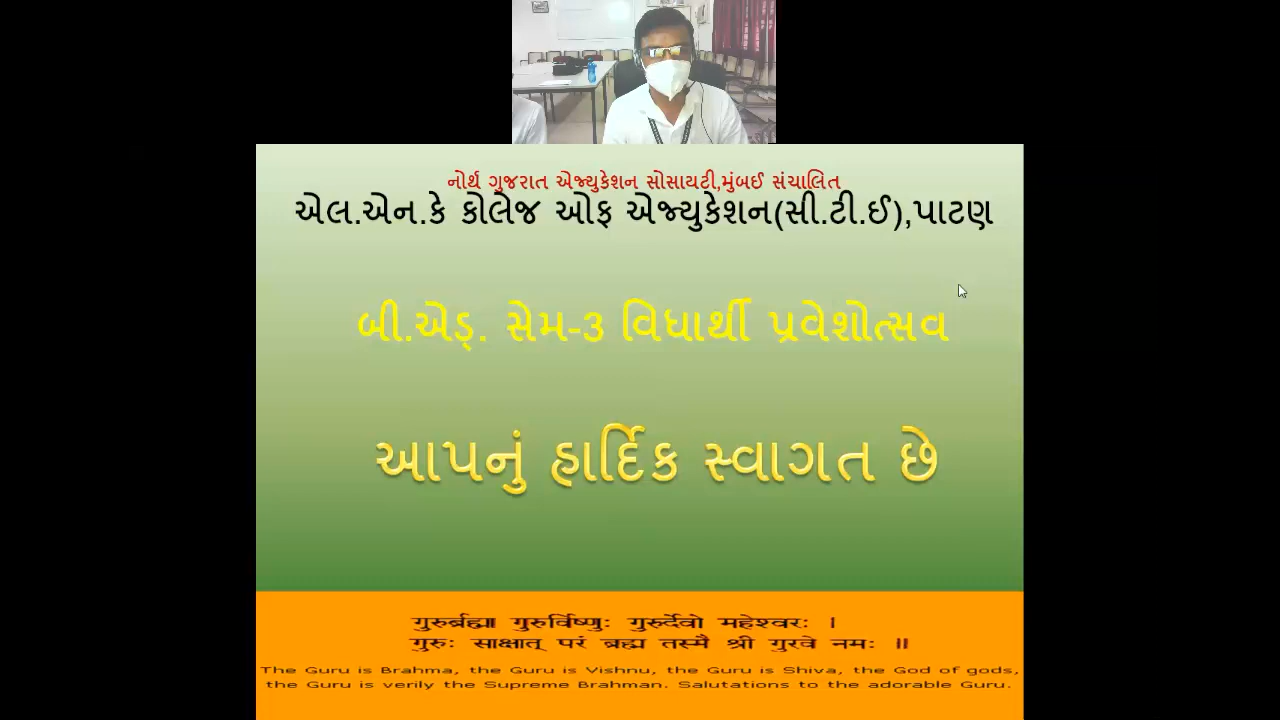 નોર્થ ગુજરાત એજ્યુકેશન સોસાયટી,મુંબઈ સંચાલિત
એલ.એન.કે કોલેજ ઓફ એજ્યુકેશન(સી.ટી.ઈ),પાટણ
બી.એડ્. સેમ-૩ વિધાર્થી પ્રવેશોત્સવ
આપનું હાર્દિક સ્વાગત છે
गुरुर्ब्रह्मा गुरुर्विष्णुः गुरुर्देवो महेश्वरः ।
गुरुः साक्षात् परं ब्रह्म तस्मै श्री गुरवे नमः ॥
The Guru is Brahma, the Guru is Vishnu, the Guru is Shiva, the God of gods,
the Guru is verily the Supreme Brahman. Salutations to the adorable Guru.